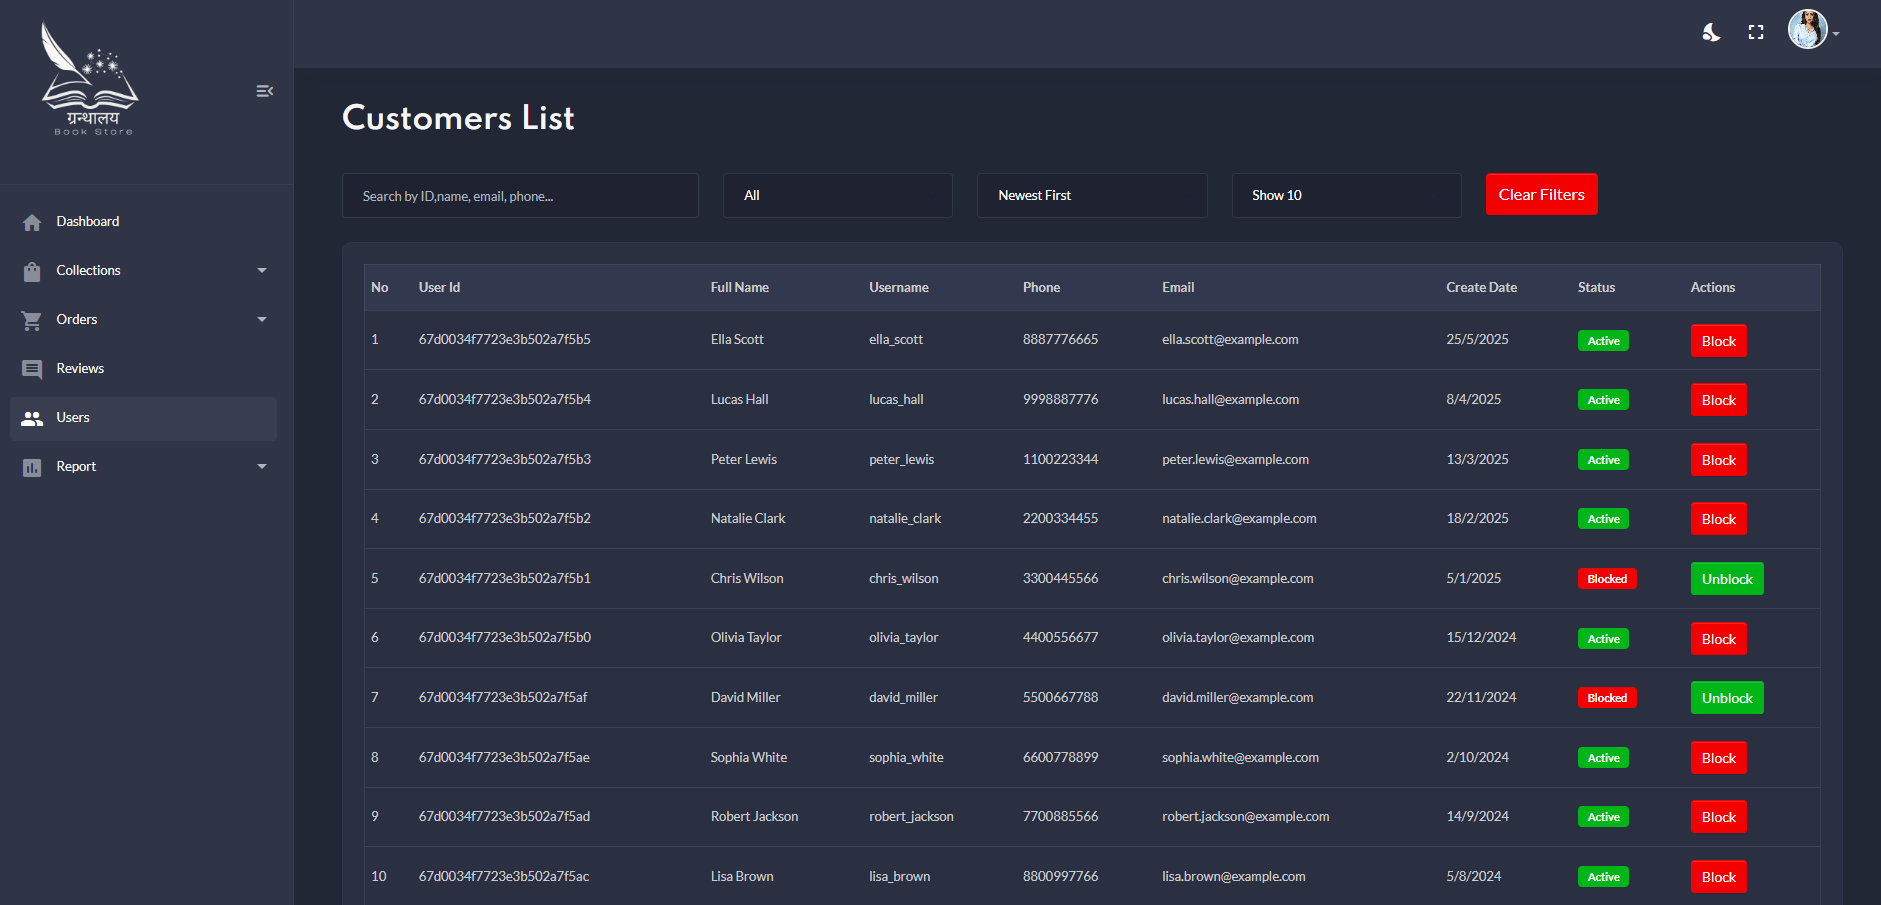 ग्रन्थालय
Book Store
Dashboard
Collections
Orders
Reviews
Users
Report
Customers List
Search by ID,name, email, phone... All Newest First Show 10 Clear Filters
No User Id Full Name Username Phone Email Create Date Status Actions
1 67d0034f7723e3b502a7f5b5 Ella Scott ella_scott 8887776665 ella.scott@example.com 25/5/2025 Active Block
2 67d0034f7723e3b502a7f5b4 Lucas Hall lucas_hall 9998887776 lucas.hall@example.com 8/4/2025 Active Block
3 67d0034f7723e3b502a7f5b3 Peter Lewis peter_lewis 1100223344 peter.lewis@example.com 13/3/2025 Active Block
4 67d0034f7723e3b502a7f5b2 Natalie Clark natalie_clark 2200334455 natalie.clark@example.com 18/2/2025 Active Block
5 67d0034f7723e3b502a7f5b1 Chris Wilson chris_wilson 3300445566 chris.wilson@example.com 5/1/2025 Blocked Unblock
6 67d0034f7723e3b502a7f5b0 Olivia Taylor olivia_taylor 4400556677 olivia.taylor@example.com 15/12/2024 Active Block
7 67d0034f7723e3b502a7f5af David Miller david_miller 5500667788 david.miller@example.com 22/11/2024 Blocked Unblock
8 67d0034f7723e3b502a7f5ae Sophia White sophia_white 6600778899 sophia.white@example.com 2/10/2024 Active Block
9 67d0034f7723e3b502a7f5ad Robert Jackson robert_jackson 7700885566 robert.jackson@example.com 14/9/2024 Active Block
10 67d0034f7723e3b502a7f5ac Lisa Brown lisa_brown 8800997766 lisa.brown@example.com 5/8/2024 Active Block